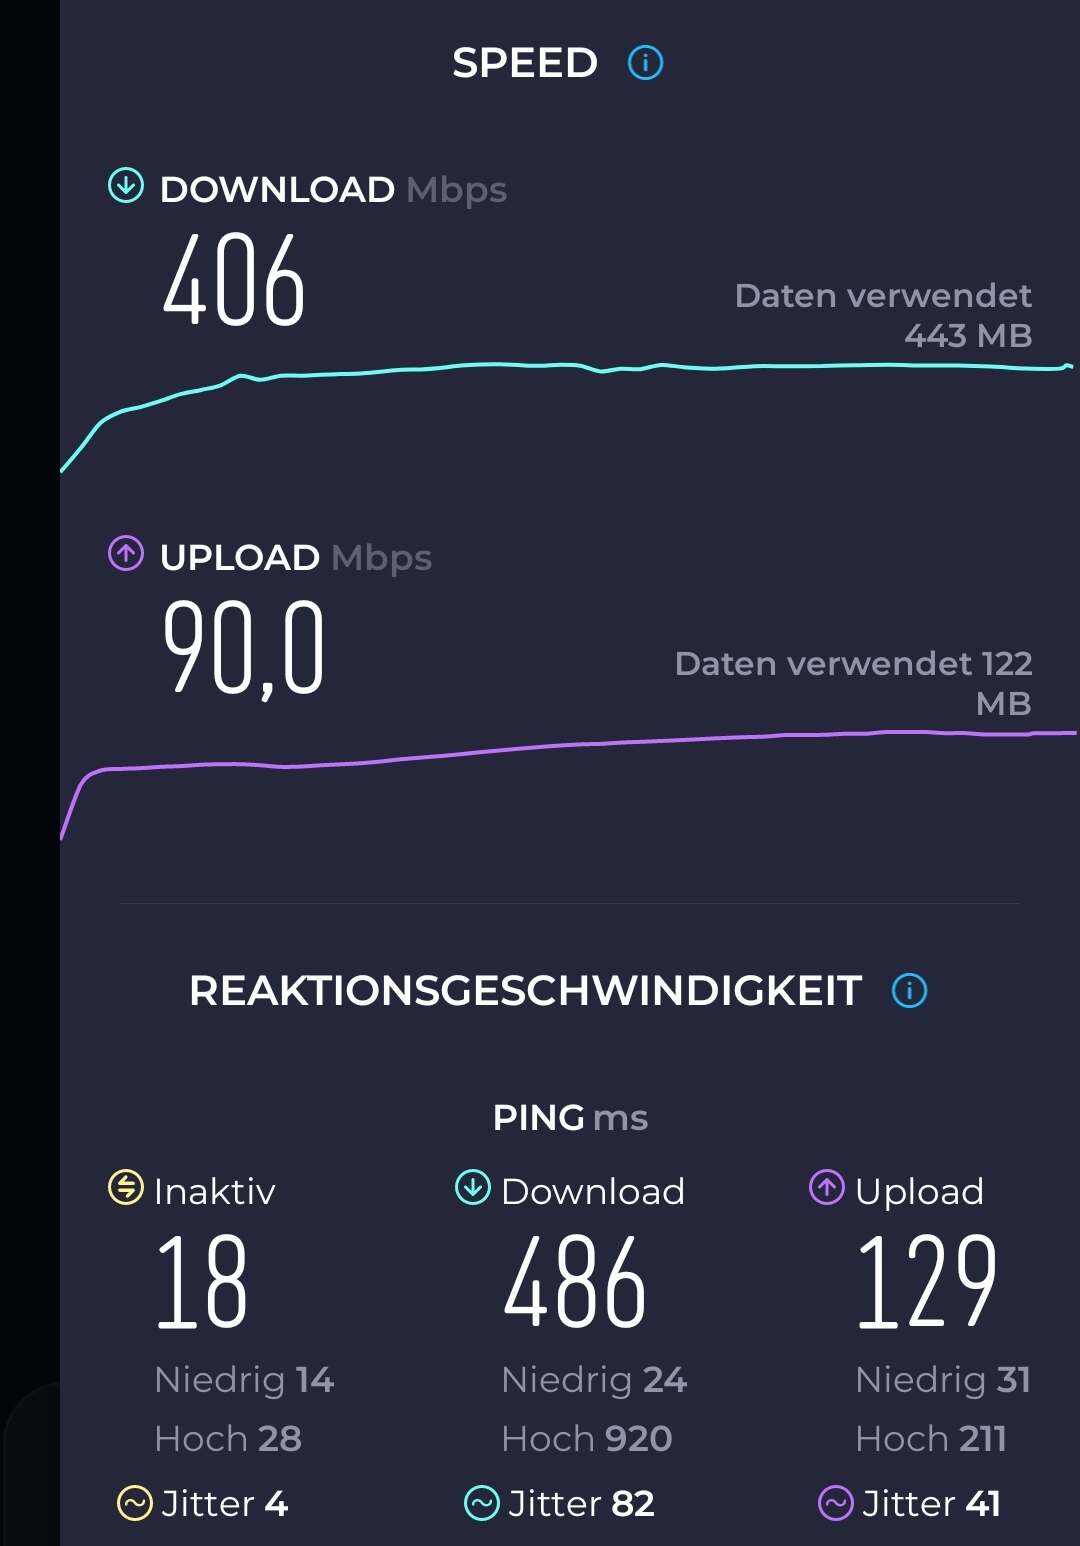 SPEED
DOWNLOAD Mbps
406
Daten verwendet
443 MB
UPLOAD Mbps
90,0
Daten verwendet 122
MB
REAKTIONSGESCHWINDIGKEIT
PING ms
Inaktiv Download Upload
18 486 129
Niedrig 14 Niedrig 24 Niedrig 31
Hoch 28 Hoch 920 Hoch 211
Jitter 4 Jitter 82 Jitter 41